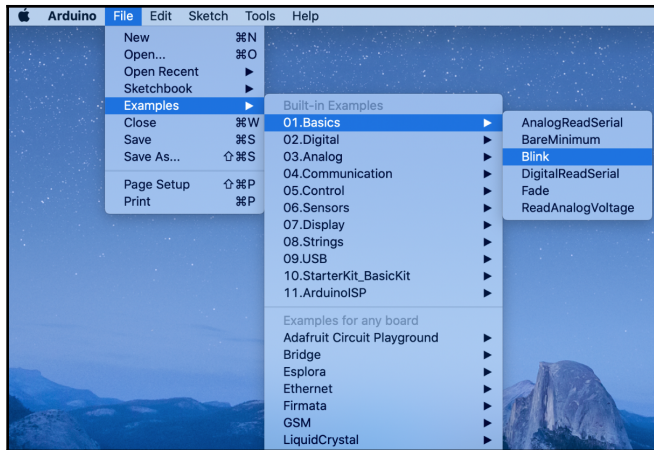 Arduino File Edit Sketch Tools Help
New ⌘N
Open... ⌘O
Open Recent ▶
Sketchbook ▶
Examples ▶
Close ⌘W
Save ⌘S
Save As... ⇧⌘S
Page Setup ⇧⌘P
Print ⌘P
Built-in Examples
01.Basics ▶
02.Digital ▶
03.Analog ▶
04.Communication ▶
05.Control ▶
06.Sensors ▶
07.Display ▶
08.Strings ▶
09.USB ▶
10.StarterKit_BasicKit ▶
11.ArduinoISP ▶
Examples for any board
Adafruit Circuit Playground ▶
Bridge ▶
Esplora ▶
Ethernet ▶
Firmata ▶
GSM ▶
LiquidCrystal ▶
AnalogReadSerial
BareMinimum
Blink
DigitalReadSerial
Fade
ReadAnalogVoltage